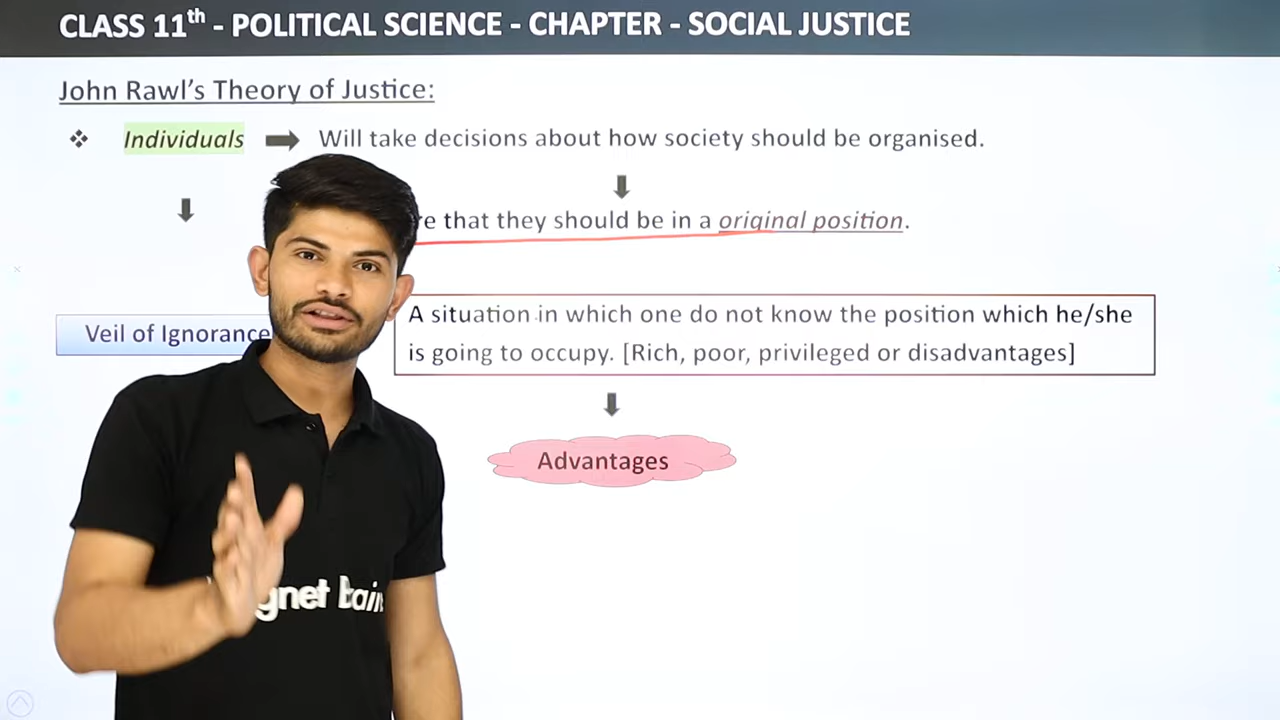 CLASS 11th - POLITICAL SCIENCE - CHAPTER - SOCIAL JUSTICE
John Rawl's Theory of Justice:
❖ Individuals ➡ Will take decisions about how society should be organised.
that they should be in a original position.
Veil of Ignorance
A situation in which one do not know the position which he/she
is going to occupy. [Rich, poor, privileged or disadvantages]
Advantages